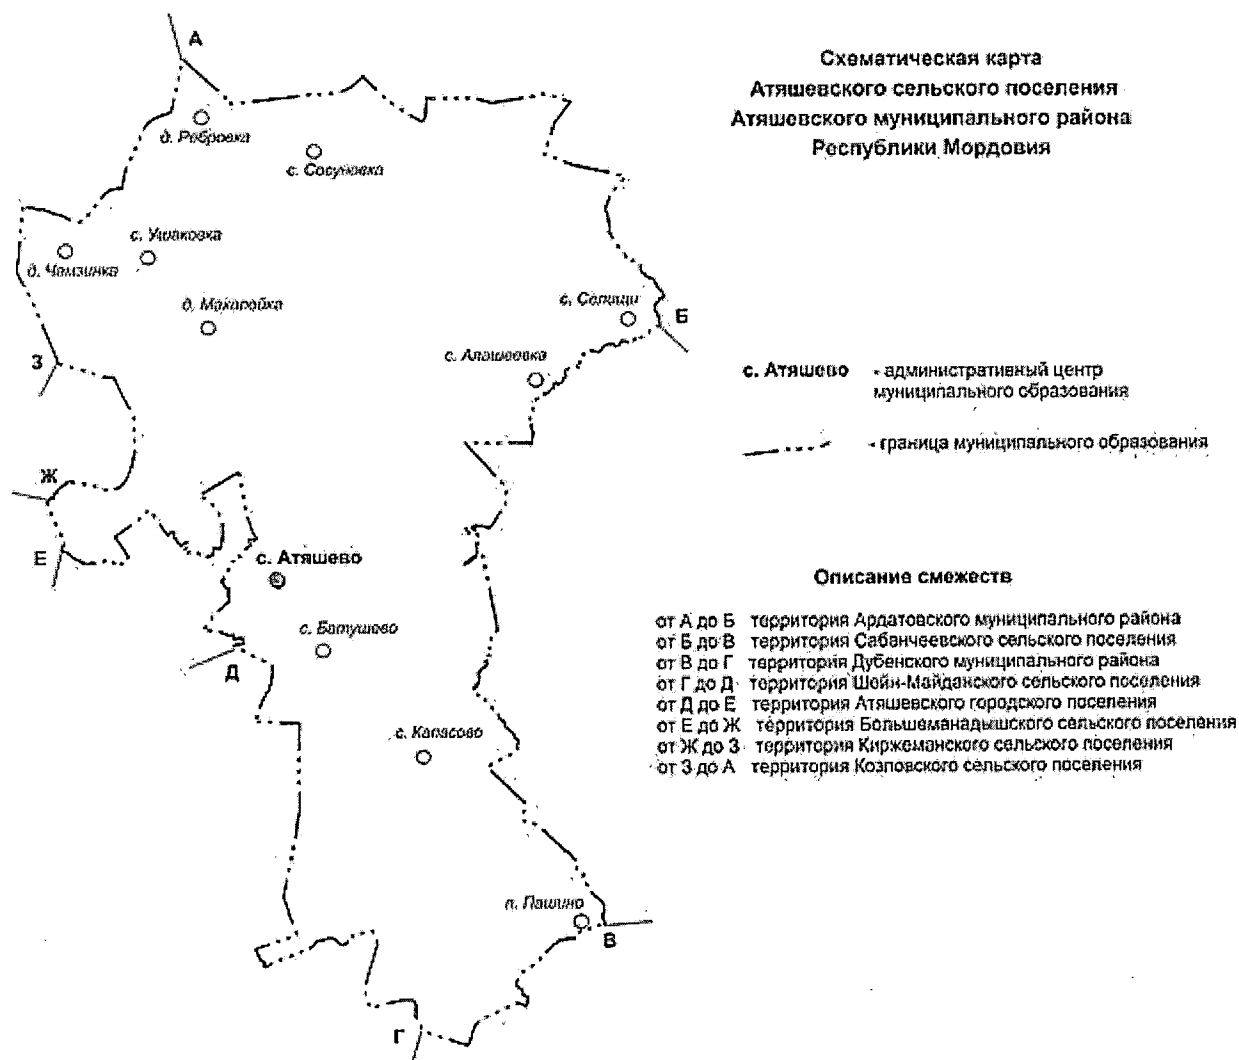 А
Схематическая карта
Атяшевского сельского поселения
Атяшевского муниципального района
Республики Мордовия
д. Ребровка
с. Сосуновка
с. Ушаковка
д. Чамзинка
д. Макалейка
с. Селищи
Б
З
с. Алашеевка
с. Атяшево - административный центр
муниципального образования
- граница муниципального образования
Ж
Е
с. Атяшево
с. Батушево
Д
Описание смежеств
от А до Б территория Ардатовского муниципального района
от Б до В территория Сабанчеевского сельского поселения
от В до Г территория Дубенского муниципального района
от Г до Д территория Шейн-Майданского сельского поселения
от Д до Е территория Атяшевского городского поселения
от Е до Ж территория Большеманадышского сельского поселения
от Ж до З территория Киржеманского сельского поселения
от З до А территория Козловского сельского поселения
с. Капасово
п. Пашино
В
Г